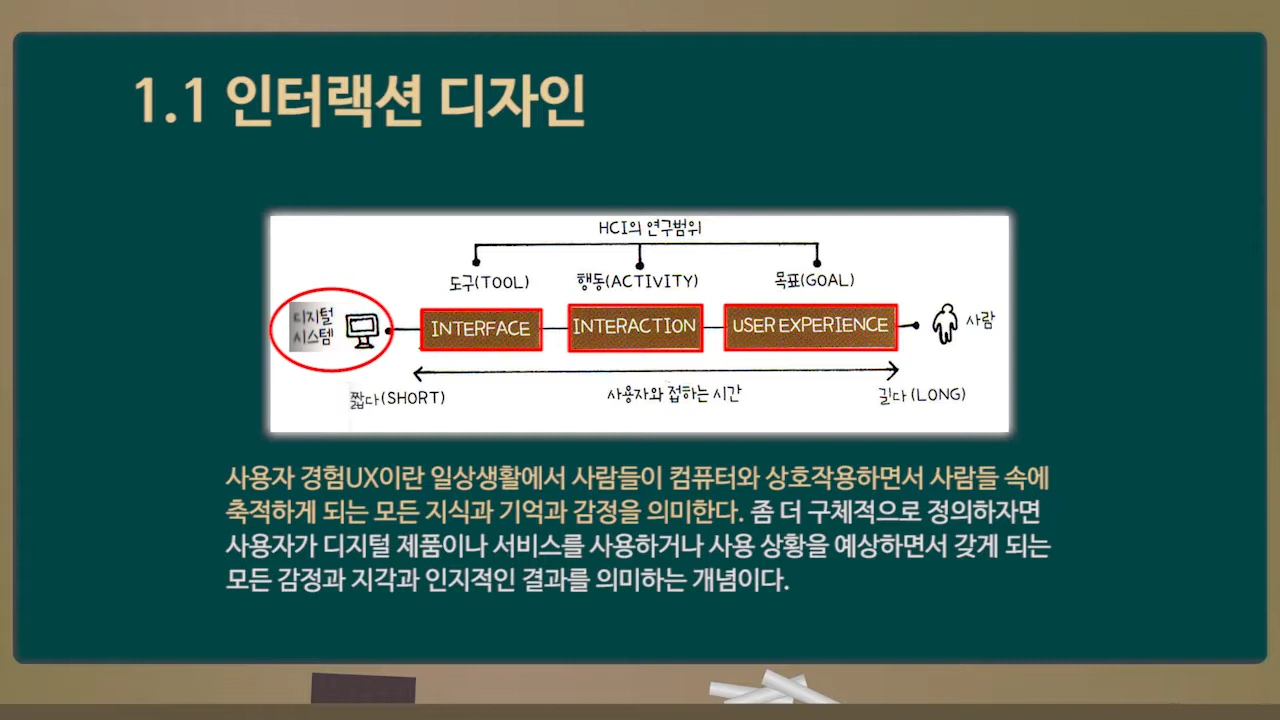 1.1 인터랙션 디자인
HCI의 연구범위
도구(TOOL) 행동(ACTIVITY) 목표(GOAL)
디지털
시스템
INTERFACE INTERACTION USER EXPERIENCE
사람
짧다(SHORT) 사용자와 접하는 시간 길다(LONG)
사용자 경험UX이란 일상생활에서 사람들이 컴퓨터와 상호작용하면서 사람들 속에
축적하게 되는 모든 지식과 기억과 감정을 의미한다. 좀 더 구체적으로 정의하자면
사용자가 디지털 제품이나 서비스를 사용하거나 사용 상황을 예상하면서 갖게 되는
모든 감정과 지각과 인지적인 결과를 의미하는 개념이다.